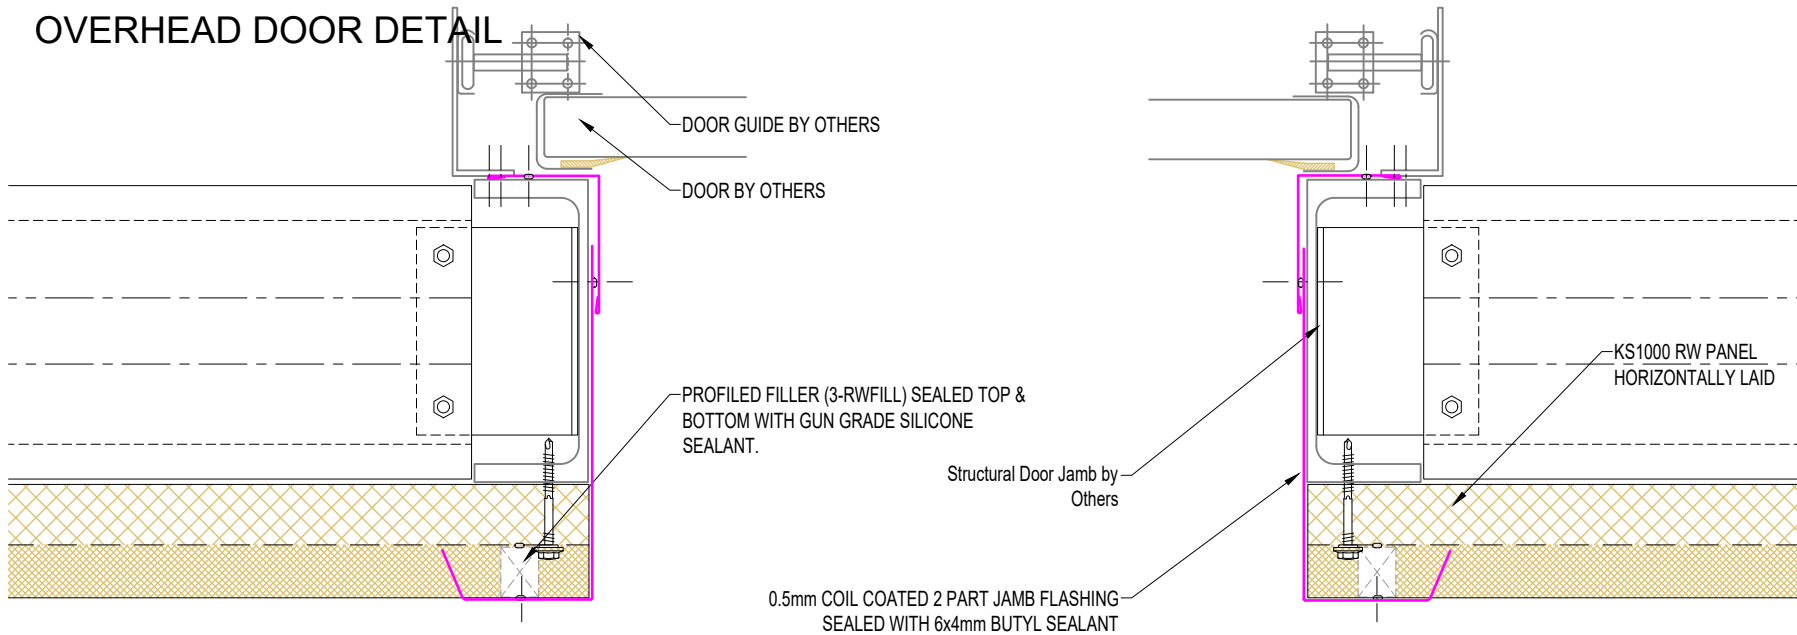 OVERHEAD DOOR DETAIL
DOOR GUIDE BY OTHERS
DOOR BY OTHERS
PROFILED FILLER (3-RWFILL) SEALED TOP &
BOTTOM WITH GUN GRADE SILICONE
SEALANT.
KS1000 RW PANEL
HORIZONTALLY LAID
Structural Door Jamb by
Others
0.5mm COIL COATED 2 PART JAMB FLASHING
SEALED WITH 6x4mm BUTYL SEALANT